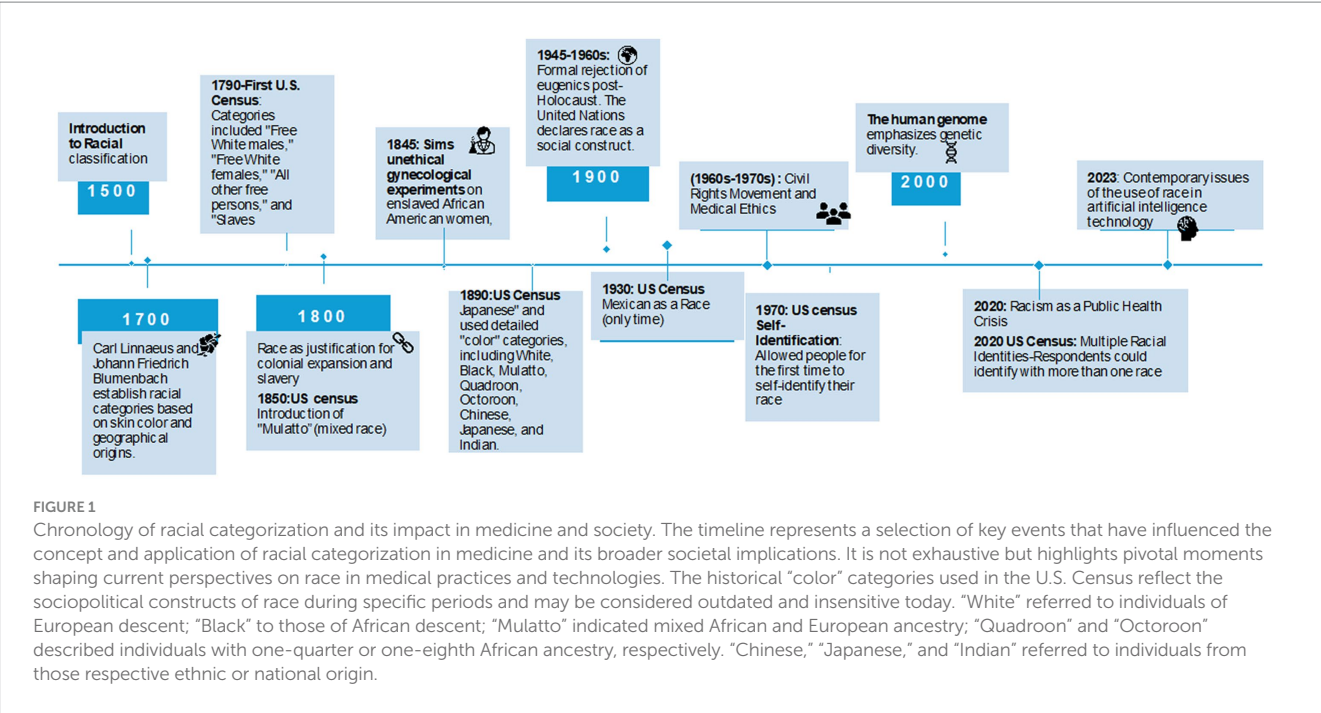 Introduction
to Racial
classification
1500
1700
Carl Linnaeus and
Johann Friedrich
Blumenbach
establish racial
categories based
on skin color and
geographical
origins.
1790-First U.S.
Census:
Categories
included "Free
White males,"
"Free White
females," "All
other free
persons," and
"Slaves
1800
Race as justification for
colonial expansion and
slavery
1850:US census
Introduction of
"Mulatto" (mixed race)
1845: Sims
unethical
gynecological
experiments on
enslaved African
American women,
1890:US Census
Japanese" and
used detailed
"color" categories,
including White,
Black, Mulatto,
Quadroon,
Octoroon,
Chinese,
Japanese, and
Indian.
1945-1960s:
Formal rejection of
eugenics post-
Holocaust. The
United Nations
declares race as a
social construct.
1900
1930: US Census
Mexican as a Race
(only time)
(1960s-1970s) : Civil
Rights Movement and
Medical Ethics
1970: US census
Self-
Identification:
Allowed people for
the first time to
self-identify their
race
The human genome
emphasizes genetic
diversity.
2000
2020: Racism as a Public Health
Crisis
2020 US Census: Multiple Racial
Identities-Respondents could
identify with more than one race
2023: Contemporary issues
of the use of race in
artificial intelligence
technology
FIGURE 1
Chronology of racial categorization and its impact in medicine and society. The timeline represents a selection of key events that have influenced the
concept and application of racial categorization in medicine and its broader societal implications. It is not exhaustive but highlights pivotal moments
shaping current perspectives on race in medical practices and technologies. The historical “color” categories used in the U.S. Census reflect the
sociopolitical constructs of race during specific periods and may be considered outdated and insensitive today. “White” referred to individuals of
European descent; “Black” to those of African descent; “Mulatto” indicated mixed African and European ancestry; “Quadroon” and “Octoroon”
described individuals with one-quarter or one-eighth African ancestry, respectively. “Chinese,” “Japanese,” and “Indian” referred to individuals from
those respective ethnic or national origin.